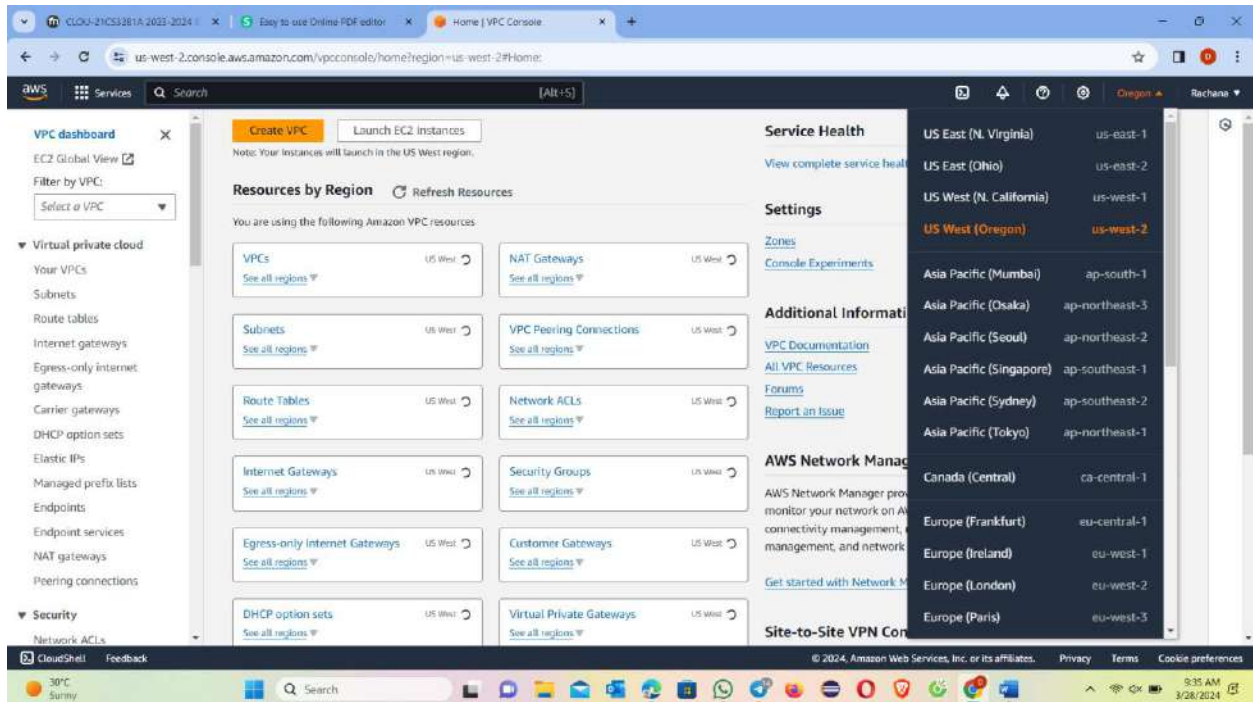 CLOU-21CS3281A 2023-2024
Easy to use Online PDF editor
Home | VPC Console
us-west-2.console.aws.amazon.com/vpcconsole/home?region=us-west-2#Home:
aws
Services
Search
[Alt+S]
Oregon
Rachana
VPC dashboard
EC2 Global View
Filter by VPC:
Select a VPC
Virtual private cloud
Your VPCs
Subnets
Route tables
Internet gateways
Egress-only internet
gateways
Carrier gateways
DHCP option sets
Elastic IPs
Managed prefix lists
Endpoints
Endpoint services
NAT gateways
Peering connections
Security
Network ACLs
Create VPC
Launch EC2 Instances
Note: Your Instances will launch in the US West region.
Resources by Region
Refresh Resources
You are using the following Amazon VPC resources
VPCs
US West
See all regions
NAT Gateways
US West
See all regions
Subnets
US West
See all regions
VPC Peering Connections
US West
See all regions
Route Tables
US West
See all regions
Network ACLs
US West
See all regions
Internet Gateways
US West
See all regions
Security Groups
US West
See all regions
Egress-only Internet Gateways
US West
See all regions
Customer Gateways
US West
See all regions
DHCP option sets
US West
See all regions
Virtual Private Gateways
US West
See all regions
Service Health
View complete service heal
Settings
Zones
Console Experiments
Additional Informati
VPC Documentation
All VPC Resources
Forums
Report an Issue
AWS Network Manag
AWS Network Manager prov
monitor your network on A
connectivity management,
management, and network
Get started with Network M
Site-to-Site VPN Con
US East (N. Virginia) us-east-1
US East (Ohio) us-east-2
US West (N. California) us-west-1
US West (Oregon) us-west-2
Asia Pacific (Mumbai) ap-south-1
Asia Pacific (Osaka) ap-northeast-3
Asia Pacific (Seoul) ap-northeast-2
Asia Pacific (Singapore) ap-southeast-1
Asia Pacific (Sydney) ap-southeast-2
Asia Pacific (Tokyo) ap-northeast-1
Canada (Central) ca-central-1
Europe (Frankfurt) eu-central-1
Europe (Ireland) eu-west-1
Europe (London) eu-west-2
Europe (Paris) eu-west-3
CloudShell
Feedback
© 2024, Amazon Web Services, Inc. or its affiliates.
Privacy
Terms
Cookie preferences
30°C
Sunny
Search
9:35 AM
3/28/2024